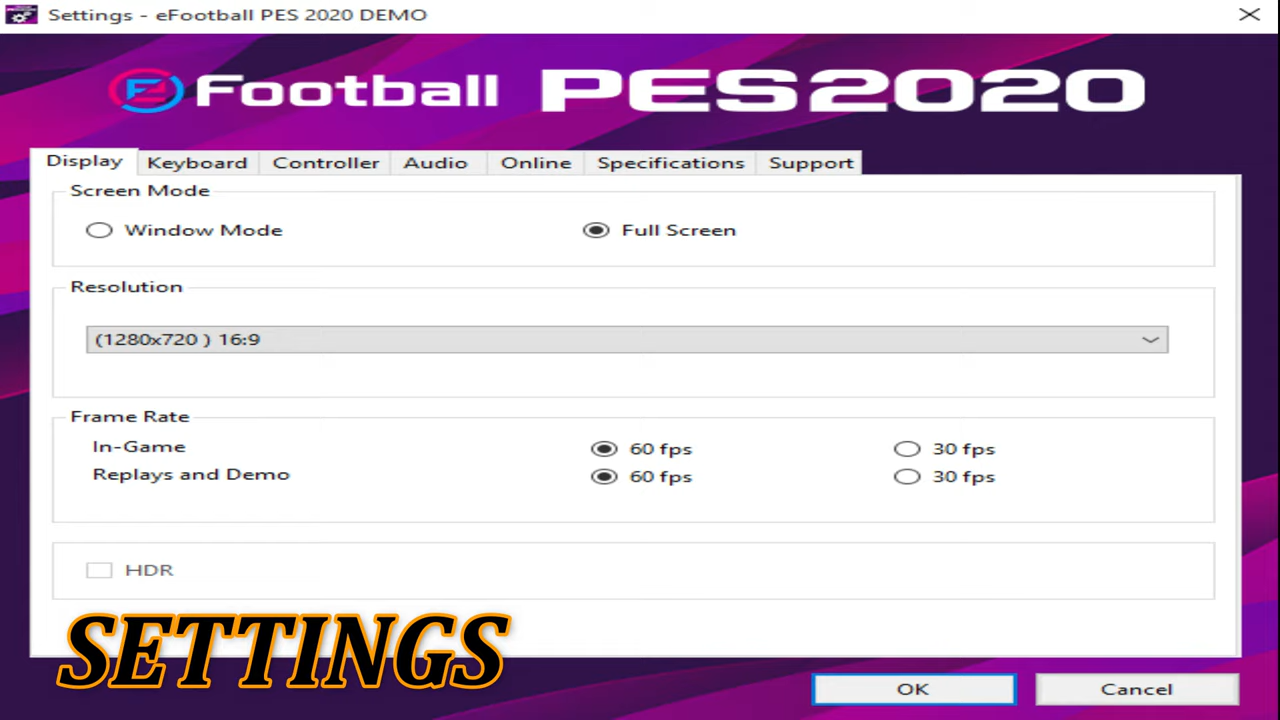 Settings - eFootball PES 2020 DEMO
eFootball PES2020
Display Keyboard Controller Audio Online Specifications Support
Screen Mode
Window Mode Full Screen
Resolution
(1280x720 ) 16:9
Frame Rate
In-Game 60 fps 30 fps
Replays and Demo 60 fps 30 fps
HDR
SETTINGS
OK Cancel